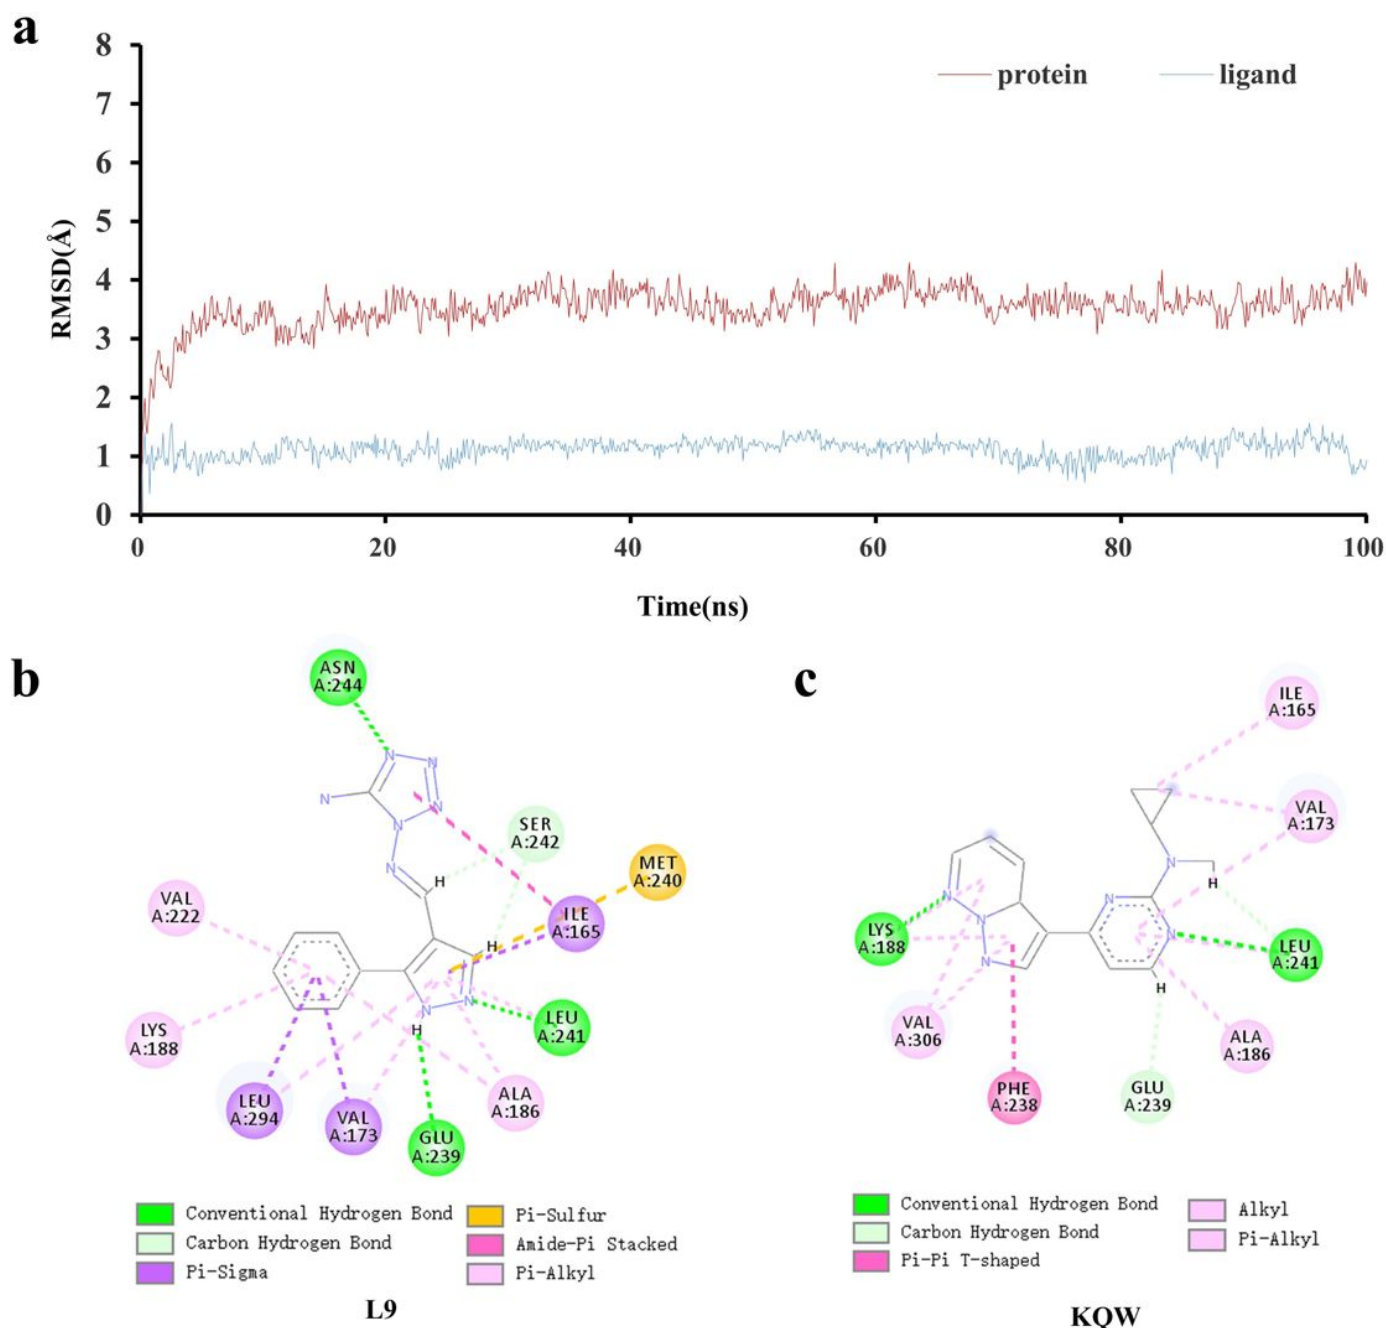 a
8
7
6
5
4
3
2
1
0
RMSD(Å)
protein
ligand
0
20
40
60
80
100
Time(ns)
b
ASN
A:244
N
N
N
N
N
N
H
SER
A:242
MET
A:240
ILE
A:165
VAL
A:222
H
N
N
H
LEU
A:241
LYS
A:188
LEU
A:294
VAL
A:173
GLU
A:239
ALA
A:186
Conventional Hydrogen Bond
Carbon Hydrogen Bond
Pi-Sigma
Pi-Sulfur
Amide-Pi Stacked
Pi-Alkyl
L9
c
ILE
A:165
VAL
A:173
N
H
N
N
N
N
N
H
LYS
A:188
LEU
A:241
VAL
A:306
PHE
A:238
GLU
A:239
ALA
A:186
Conventional Hydrogen Bond
Carbon Hydrogen Bond
Pi-Pi T-shaped
Alkyl
Pi-Alkyl
KQW